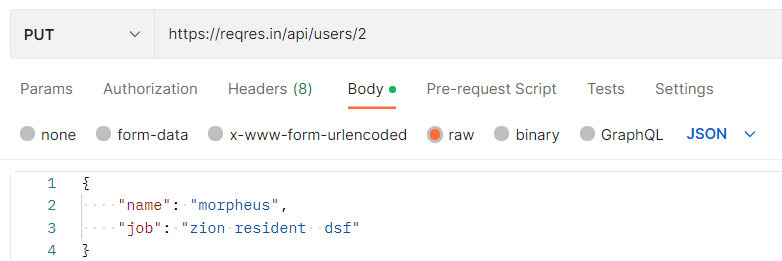 PUT https://reqres.in/api/users/2
Params Authorization Headers (8) Body Pre-request Script Tests Settings
none form-data x-www-form-urlencoded raw binary GraphQL JSON
1 {
2 "name": "morpheus",
3 "job": "zion resident  dsf"
4 }